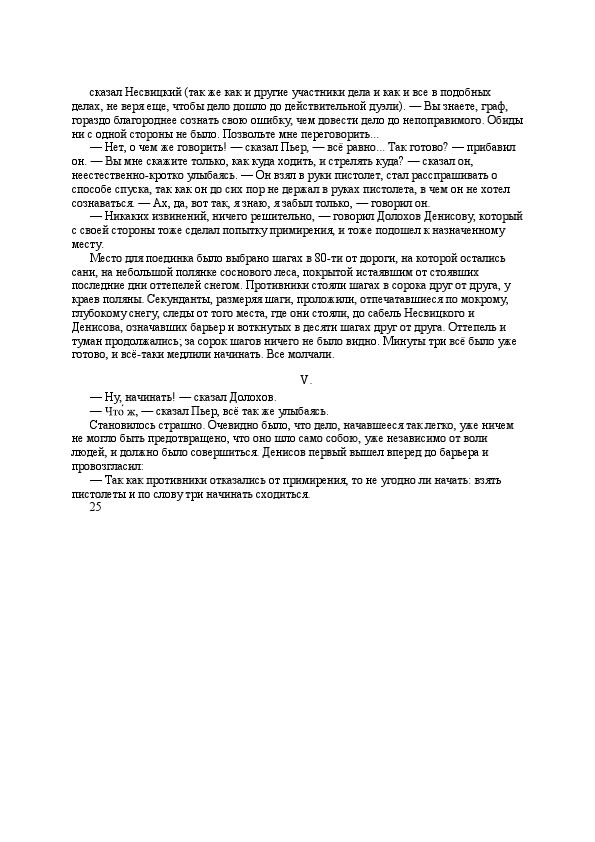 сказал Несвицкий (так же как и другие участники дела и как и все в подобных
делах, не веря еще, чтобы дело дошло до действительной дуэли). — Вы знаете, граф,
гораздо благороднее сознать свою ошибку, чем довести дело до непоправимого. Обиды
ни с одной стороны не было. Позвольте мне переговорить...
— Нет, о чем же говорить! — сказал Пьер, — всё равно... Так готово? — прибавил
он. — Вы мне скажите только, как куда ходить, и стрелять куда? — сказал он,
неестественно-кротко улыбаясь. — Он взял в руки пистолет, стал расспрашивать о
способе спуска, так как он до сих пор не держал в руках пистолета, в чем он не хотел
сознаваться. — Ах, да, вот так, я знаю, я забыл только, — говорил он.
— Никаких извинений, ничего решительно, — говорил Долохов Денисову, который
с своей стороны тоже сделал попытку примирения, и тоже подошел к назначенному
месту.
Место для поединка было выбрано шагах в 80-ти от дороги, на которой остались
сани, на небольшой полянке соснового леса, покрытой истаявшим от стоявших
последние дни оттепелей снегом. Противники стояли шагах в сорока друг от друга, у
краев поляны. Секунданты, размеряя шаги, проложили, отпечатавшиеся по мокрому,
глубокому снегу, следы от того места, где они стояли, до сабель Несвицкого и
Денисова, означавших барьер и воткнутых в десяти шагах друг от друга. Оттепель и
туман продолжались; за сорок шагов ничего не было видно. Минуты три всё было уже
готово, и всё-таки медлили начинать. Все молчали.
V.
— Ну, начинать! — сказал Долохов.
— Что́ ж, — сказал Пьер, всё так же улыбаясь.
Становилось страшно. Очевидно было, что дело, начавшееся так легко, уже ничем
не могло быть предотвращено, что оно шло само собою, уже независимо от воли
людей, и должно было совершиться. Денисов первый вышел вперед до барьера и
провозгласил:
— Так как противники отказались от примирения, то не угодно ли начать: взять
пистолеты и по слову три начинать сходиться.
25